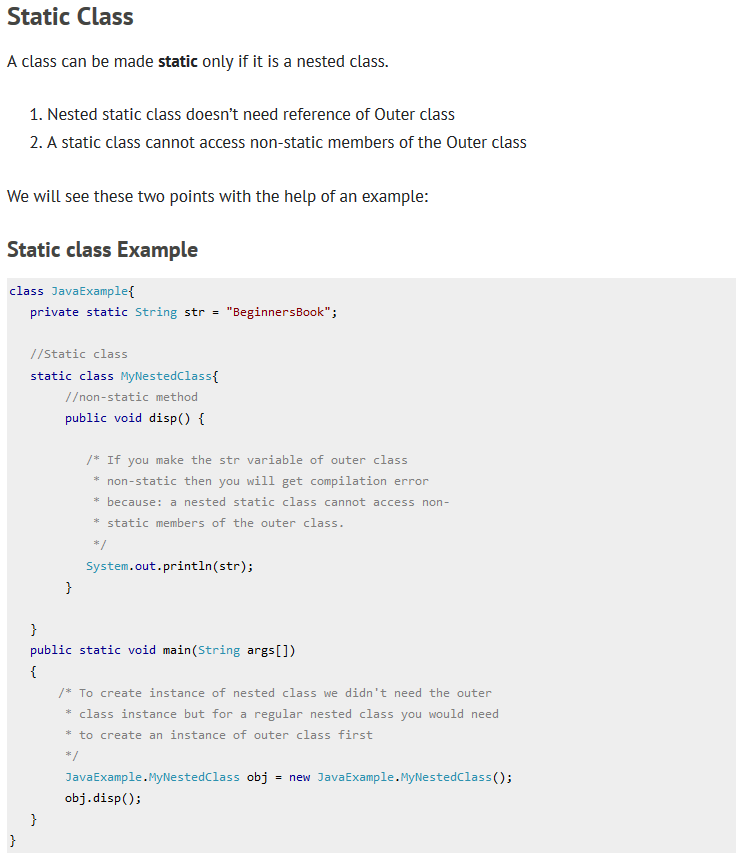 Static Class
A class can be made static only if it is a nested class.
1. Nested static class doesn’t need reference of Outer class
2. A static class cannot access non-static members of the Outer class
We will see these two points with the help of an example:
Static class Example
class JavaExample{
   private static String str = "BeginnersBook";
   //Static class
   static class MyNestedClass{
        //non-static method
        public void disp() {
           /* If you make the str variable of outer class
            * non-static then you will get compilation error
            * because: a nested static class cannot access non-
            * static members of the outer class.
            */
           System.out.println(str);
        }
   }
   public static void main(String args[])
   {
       /* To create instance of nested class we didn't need the outer
        * class instance but for a regular nested class you would need
        * to create an instance of outer class first
        */
        JavaExample.MyNestedClass obj = new JavaExample.MyNestedClass();
        obj.disp();
   }
}